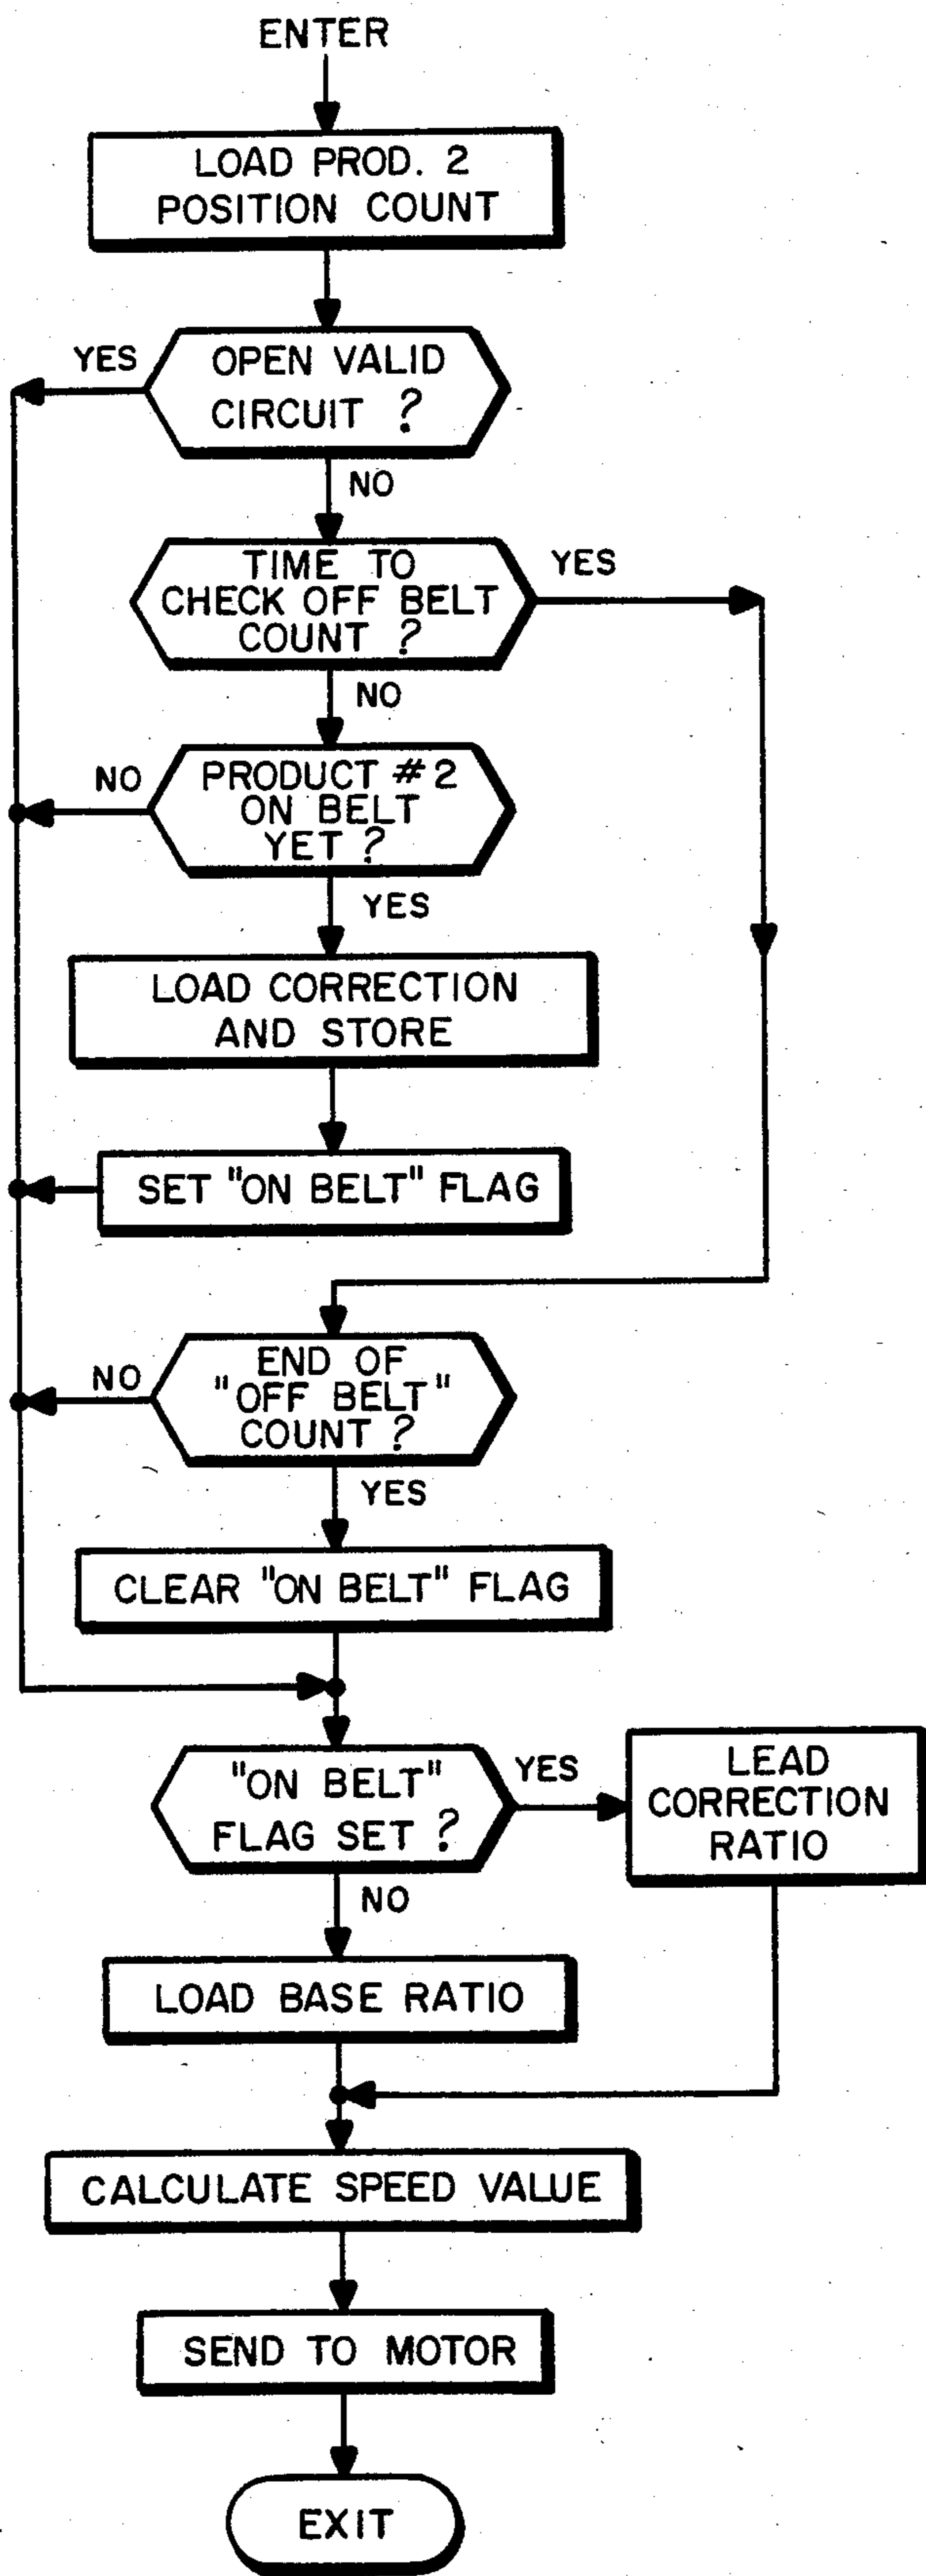 ENTER
LOAD PROD. 2
POSITION COUNT
YES
OPEN VALID
CIRCUIT ?
NO
TIME TO
CHECK OFF BELT
COUNT ?
YES
NO
NO
PRODUCT #2
ON BELT
YET ?
YES
LOAD CORRECTION
AND STORE
SET "ON BELT" FLAG
NO
END OF
"OFF BELT"
COUNT ?
YES
CLEAR "ON BELT" FLAG
"ON BELT"
FLAG SET ?
YES
LEAD
CORRECTION
RATIO
NO
LOAD BASE RATIO
CALCULATE SPEED VALUE
SEND TO MOTOR
EXIT